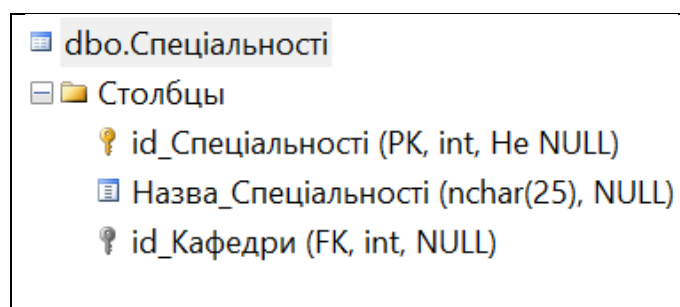 dbo.Спеціальності
Столбцы
id_Спеціальності (PK, int, Не NULL)
Назва_Спеціальності (nchar(25), NULL)
id_Кафедри (FK, int, NULL)